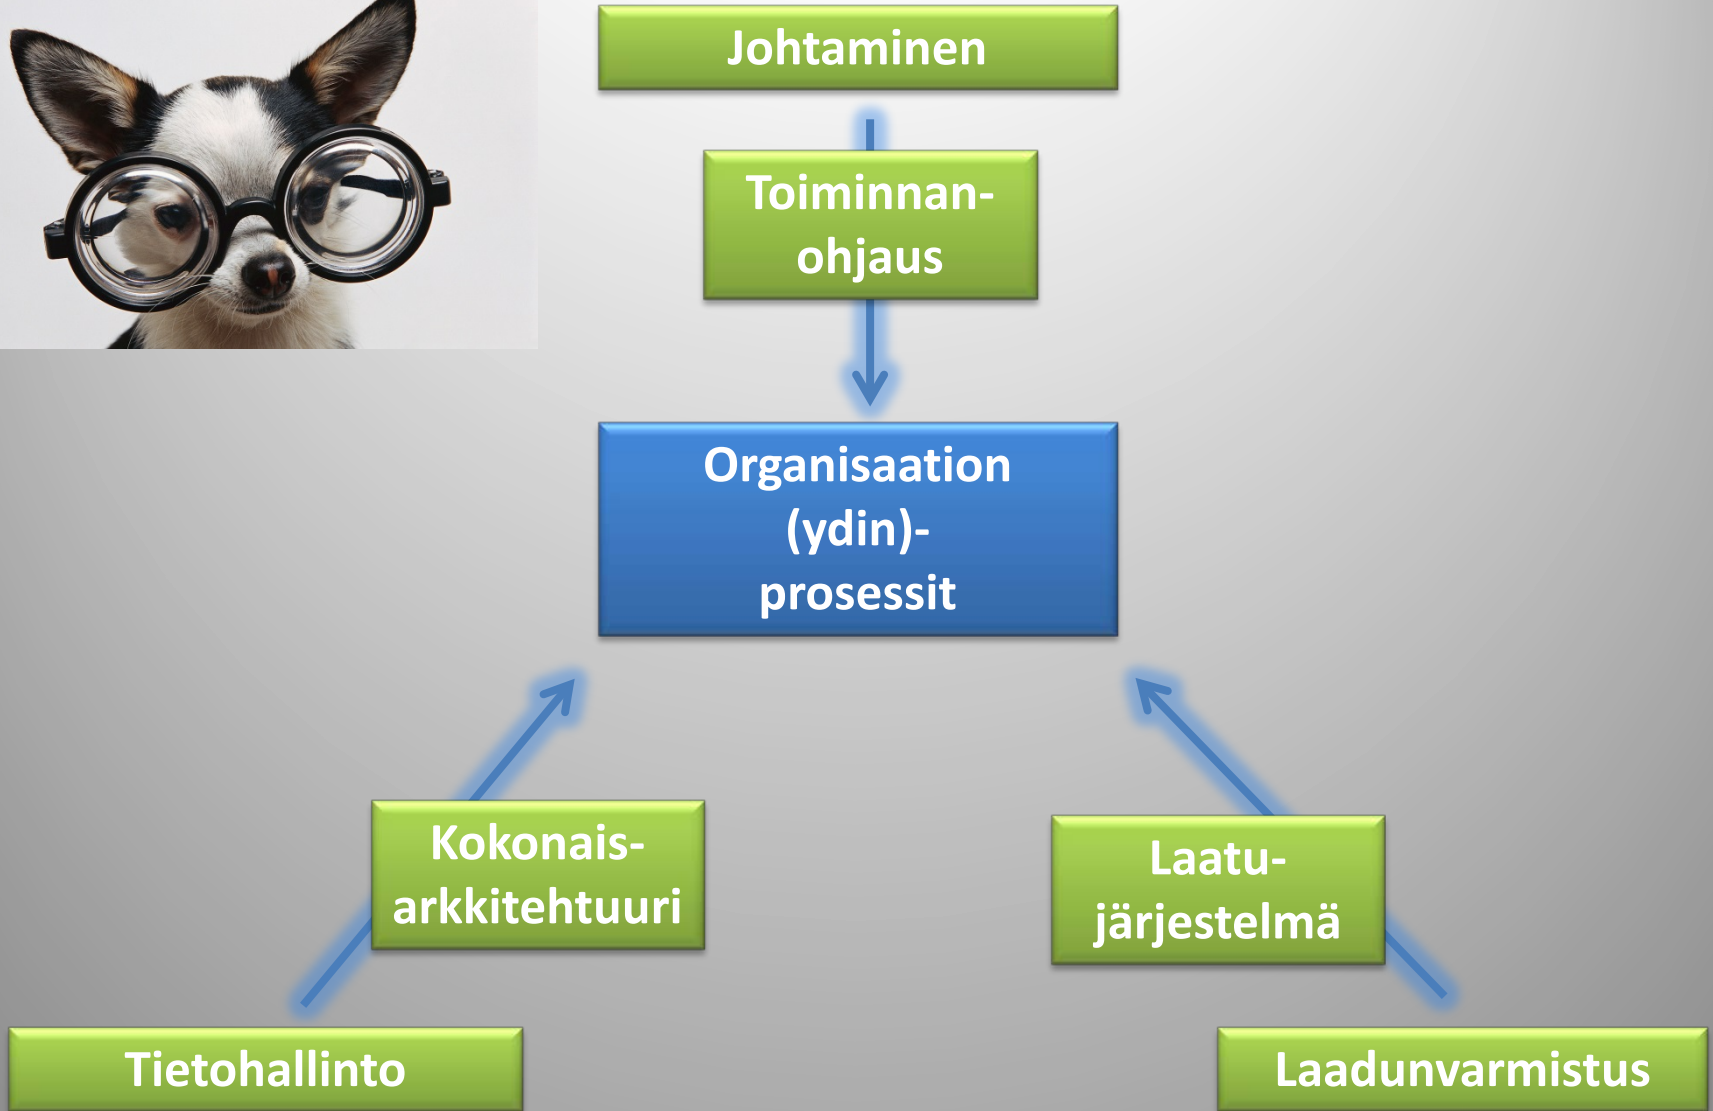 Johtaminen
Toiminnan-
ohjaus
Organisaation
(ydin)-
prosessit
Kokonais-
arkkitehtuuri
Laatu-
järjestelmä
Tietohallinto
Laadunvarmistus